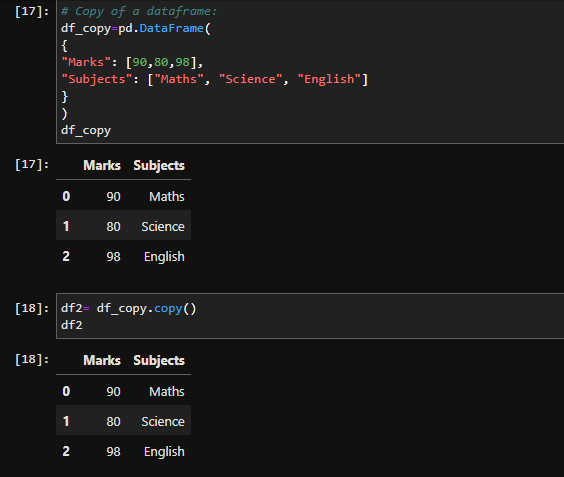 [17]: # Copy of a dataframe:
df_copy=pd.DataFrame(
{
"Marks": [90,80,98],
"Subjects": ["Maths", "Science", "English"]
}
)
df_copy
[17]: Marks Subjects
0 90 Maths
1 80 Science
2 98 English
[18]: df2= df_copy.copy()
df2
[18]: Marks Subjects
0 90 Maths
1 80 Science
2 98 English